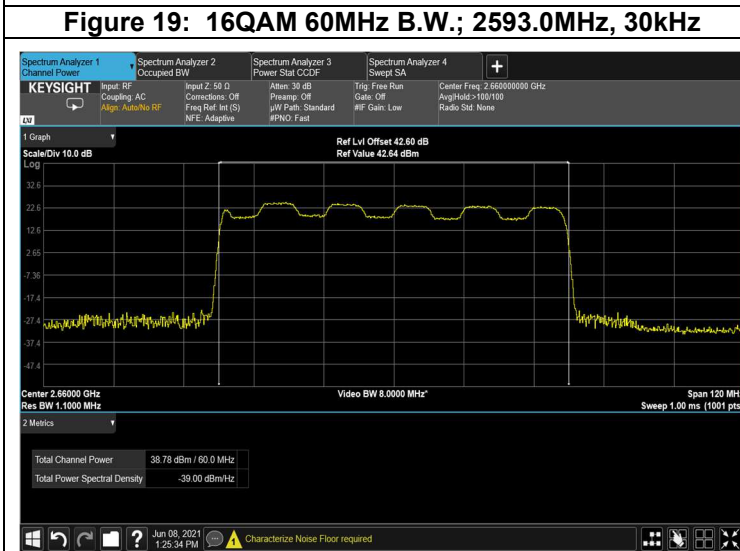 Figure 19: 16QAM 60MHz B.W.; 2593.0MHz, 30kHz
Spectrum Analyzer 1
Channel Power
Spectrum Analyzer 2
Occupied BW
Spectrum Analyzer 3
Power Stat CCDF
Spectrum Analyzer 4
Swept SA
+
KEYSIGHT
LXI
Input: RF
Coupling: AC
Align: Auto/No RF
Input Z: 50 Ω
Corrections: Off
Freq Ref: Int (S)
NFE: Adaptive
Atten: 30 dB
Preamp: Off
µW Path: Standard
#PNO: Fast
Trig: Free Run
Gate: Off
#IF Gain: Low
Center Freq: 2.660000000 GHz
Avg|Hold:>100/100
Radio Std: None
1 Graph
Scale/Div 10.0 dB
Ref Lvl Offset 42.60 dB
Ref Value 42.64 dBm
Log
32.6
22.6
12.6
2.65
-7.36
-17.4
-27.4
-37.4
-47.4
Center 2.66000 GHz
Res BW 1.1000 MHz
Video BW 8.0000 MHz*
Span 120 MH
Sweep 1.00 ms (1001 pts
2 Metrics
Total Channel Power 38.78 dBm / 60.0 MHz
Total Power Spectral Density -39.00 dBm/Hz
?
Jun 08, 2021
1:25:34 PM
1
Characterize Noise Floor required